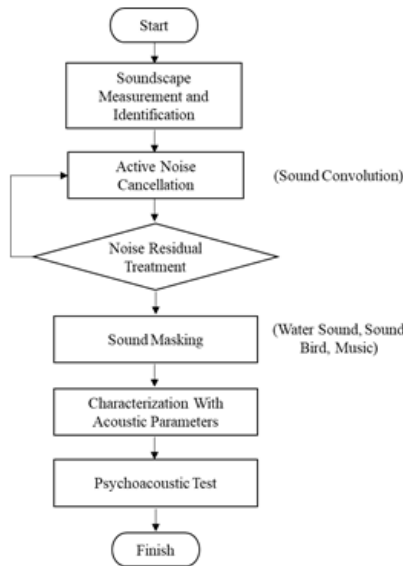 Start
Soundscape
Measurement and
Identification
Active Noise
Cancellation
(Sound Convolution)
Noise Residual
Treatment
Sound Masking
(Water Sound, Sound
Bird, Music)
Characterization With
Acoustic Parameters
Psychoacoustic Test
Finish